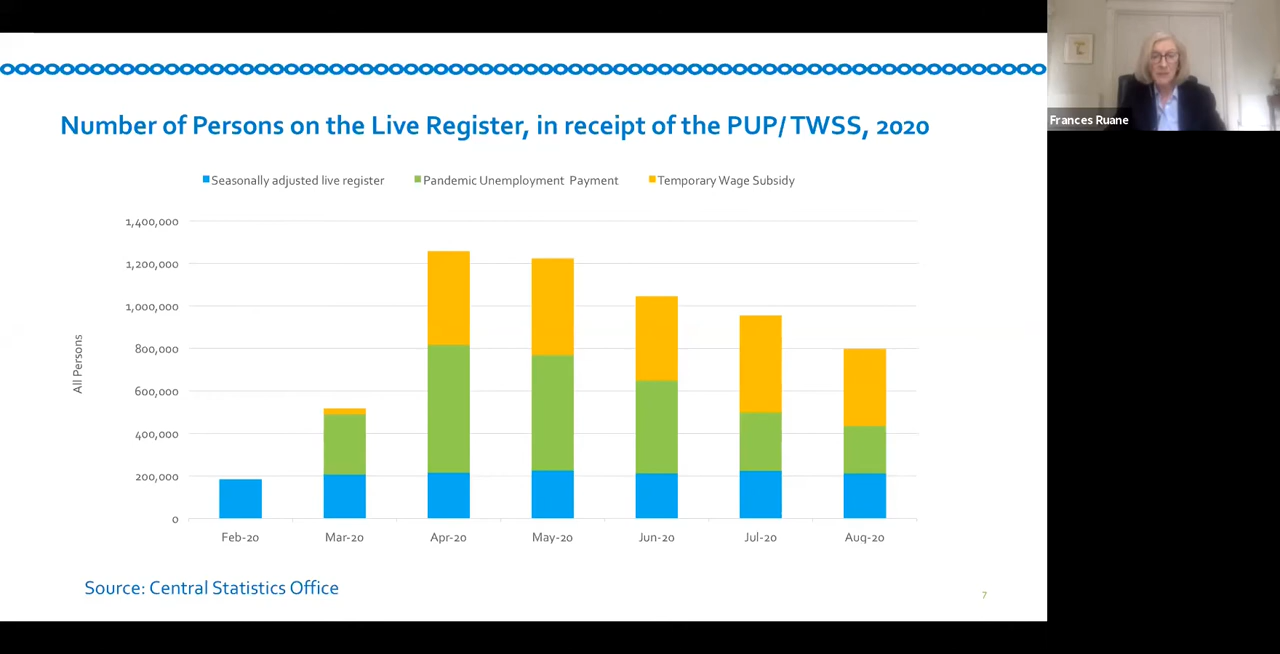 Number of Persons on the Live Register, in receipt of the PUP/ TWSS, 2020
Seasonally adjusted live register
Pandemic Unemployment Payment
Temporary Wage Subsidy
1,400,000
1,200,000
1,000,000
800,000
600,000
400,000
200,000
0
All Persons
Feb-20
Mar-20
Apr-20
May-20
Jun-20
Jul-20
Aug-20
Source: Central Statistics Office
7
Frances Ruane